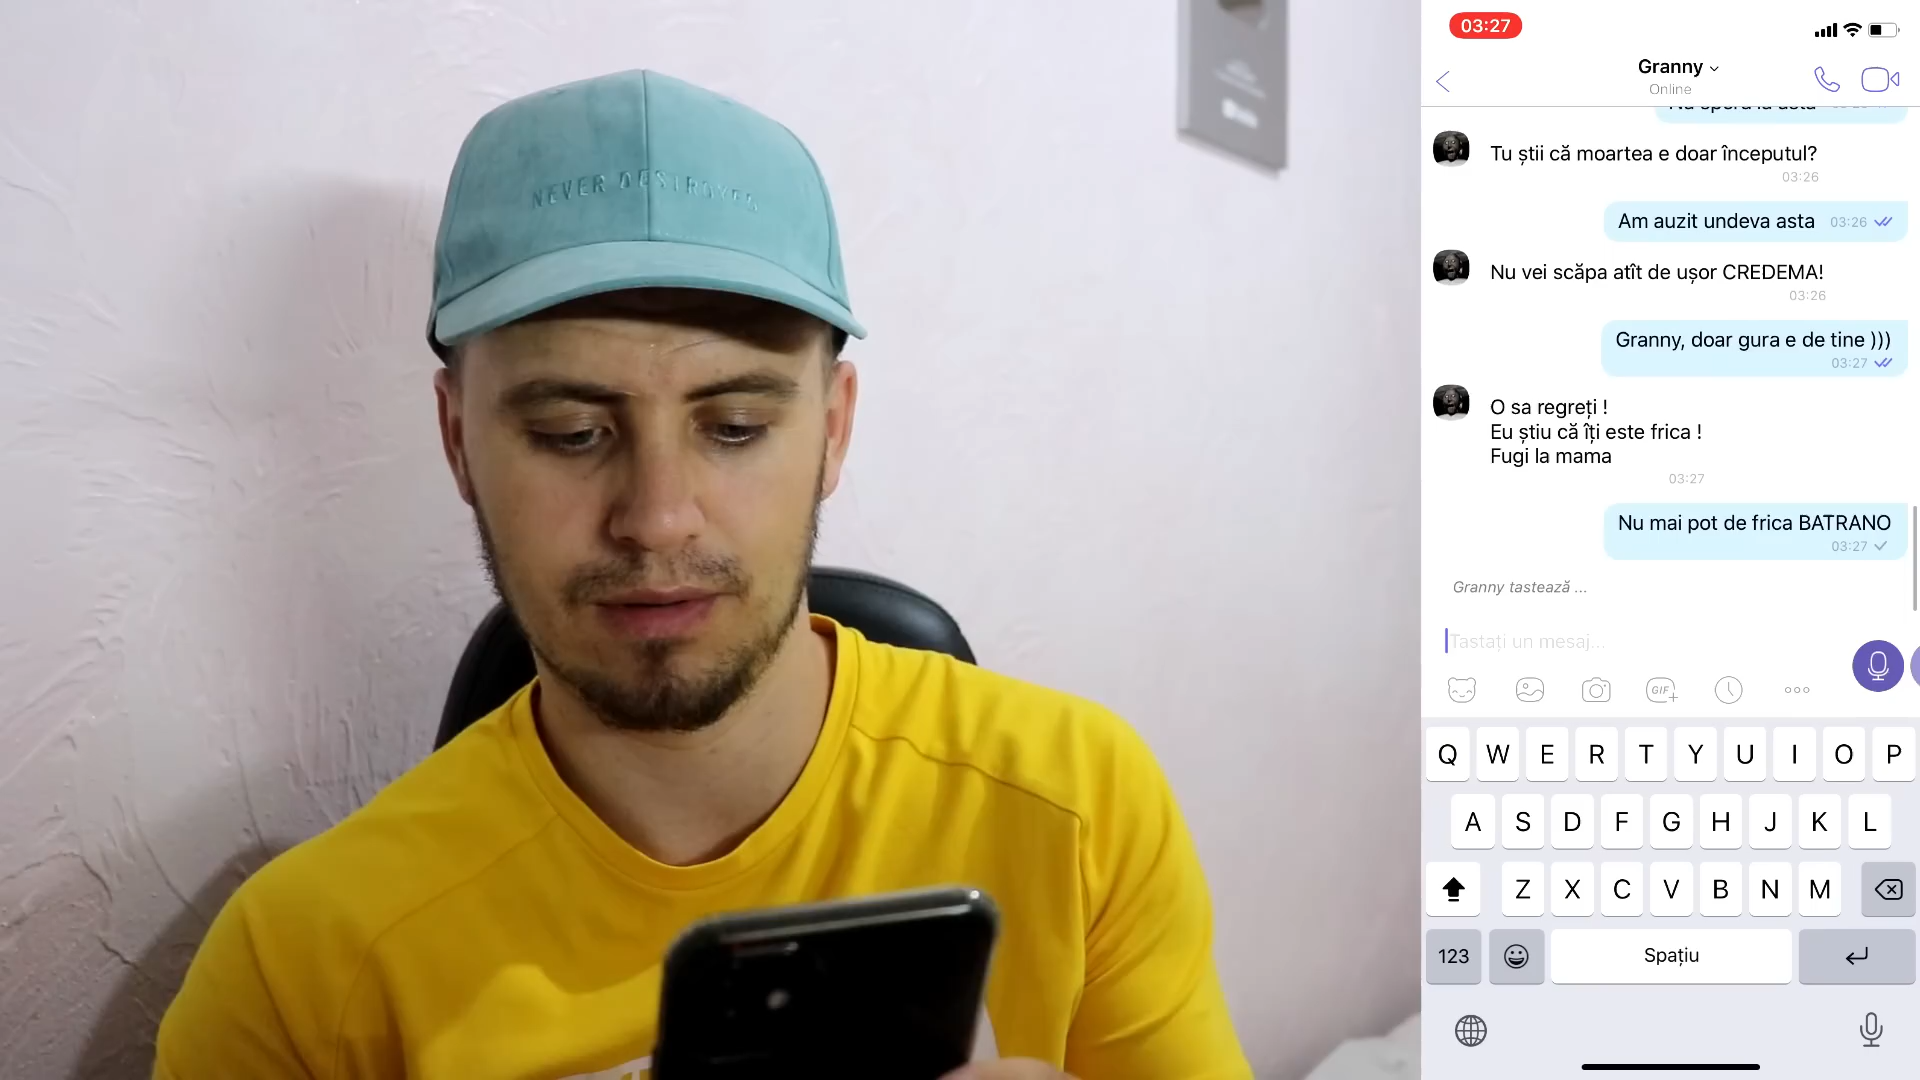 NEVER DESTROYED
03:27
Granny
Online
Tu știi că moartea e doar începutul?
03:26
Am auzit undeva asta 03:26
Nu vei scăpa atît de ușor CREDEMA!
03:26
Granny, doar gura e de tine )))
03:27
O sa regreți !
Eu știu că îți este frica !
Fugi la mama
03:27
Nu mai pot de frica BATRANO
03:27
Granny tastează ...
Tastați un mesaj...
GIF
Q W E R T Y U I O P
A S D F G H J K L
Z X C V B N M
123 Spațiu